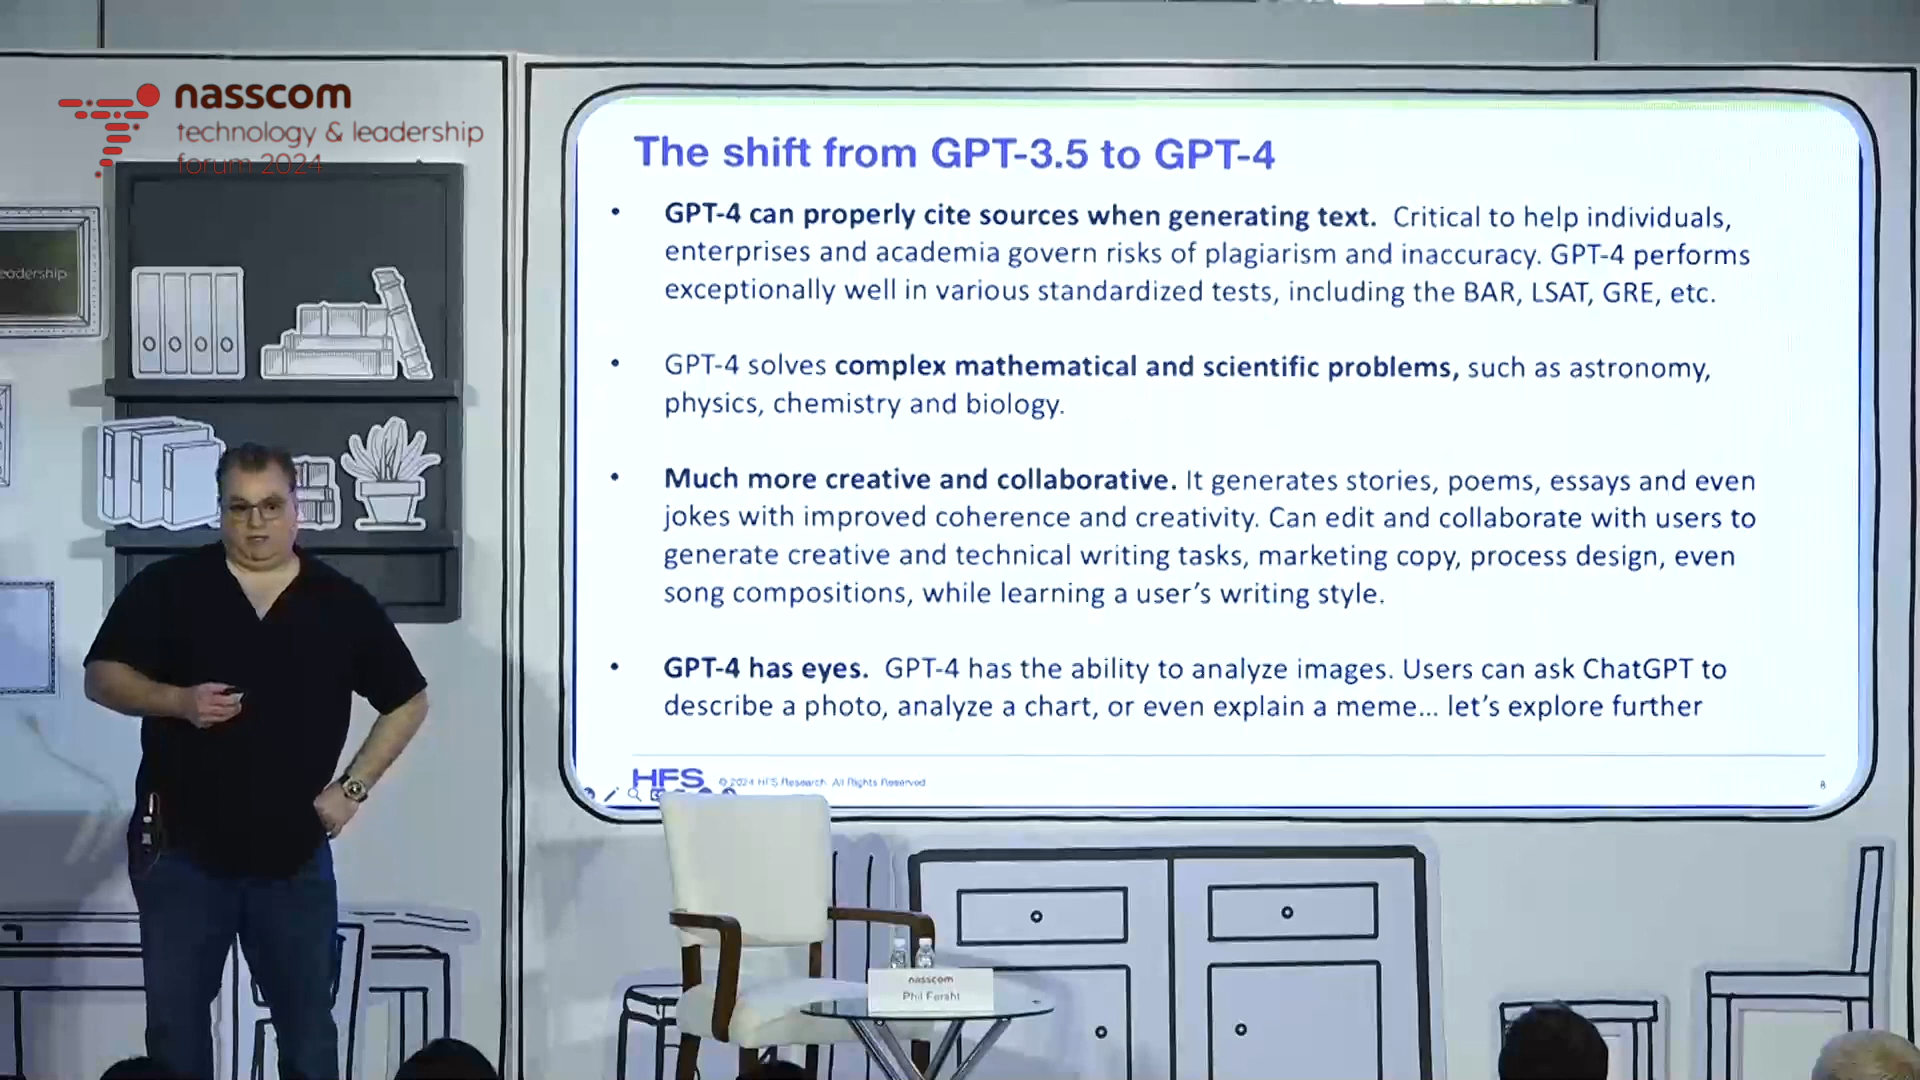 nasscom
technology & leadership
forum 2024
eadership
The shift from GPT-3.5 to GPT-4
• GPT-4 can properly cite sources when generating text. Critical to help individuals,
enterprises and academia govern risks of plagiarism and inaccuracy. GPT-4 performs
exceptionally well in various standardized tests, including the BAR, LSAT, GRE, etc.
• GPT-4 solves complex mathematical and scientific problems, such as astronomy,
physics, chemistry and biology.
• Much more creative and collaborative. It generates stories, poems, essays and even
jokes with improved coherence and creativity. Can edit and collaborate with users to
generate creative and technical writing tasks, marketing copy, process design, even
song compositions, while learning a user's writing style.
• GPT-4 has eyes. GPT-4 has the ability to analyze images. Users can ask ChatGPT to
describe a photo, analyze a chart, or even explain a meme... let's explore further
HFS © 2024 HFS Research. All Rights Reserved 8
nasscom
Phil Fersht